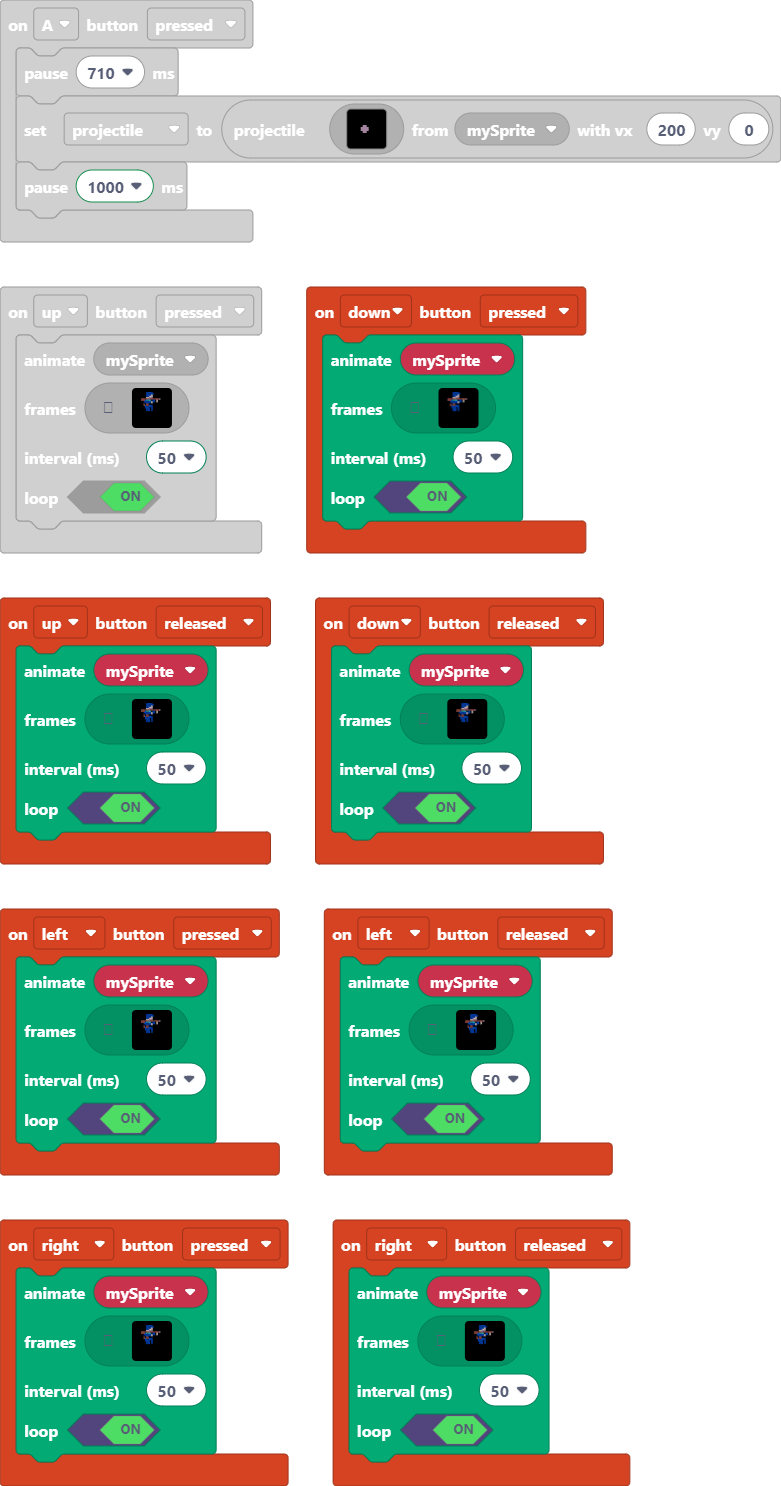 on A button pressed
pause 710 ms
set projectile to projectile from mySprite with vx 200 vy 0
pause 1000 ms
on up button pressed
animate mySprite
frames
interval (ms) 50
loop ON
on down button pressed
animate mySprite
frames
interval (ms) 50
loop ON
on up button released
animate mySprite
frames
interval (ms) 50
loop ON
on down button released
animate mySprite
frames
interval (ms) 50
loop ON
on left button pressed
animate mySprite
frames
interval (ms) 50
loop ON
on left button released
animate mySprite
frames
interval (ms) 50
loop ON
on right button pressed
animate mySprite
frames
interval (ms) 50
loop ON
on right button released
animate mySprite
frames
interval (ms) 50
loop ON